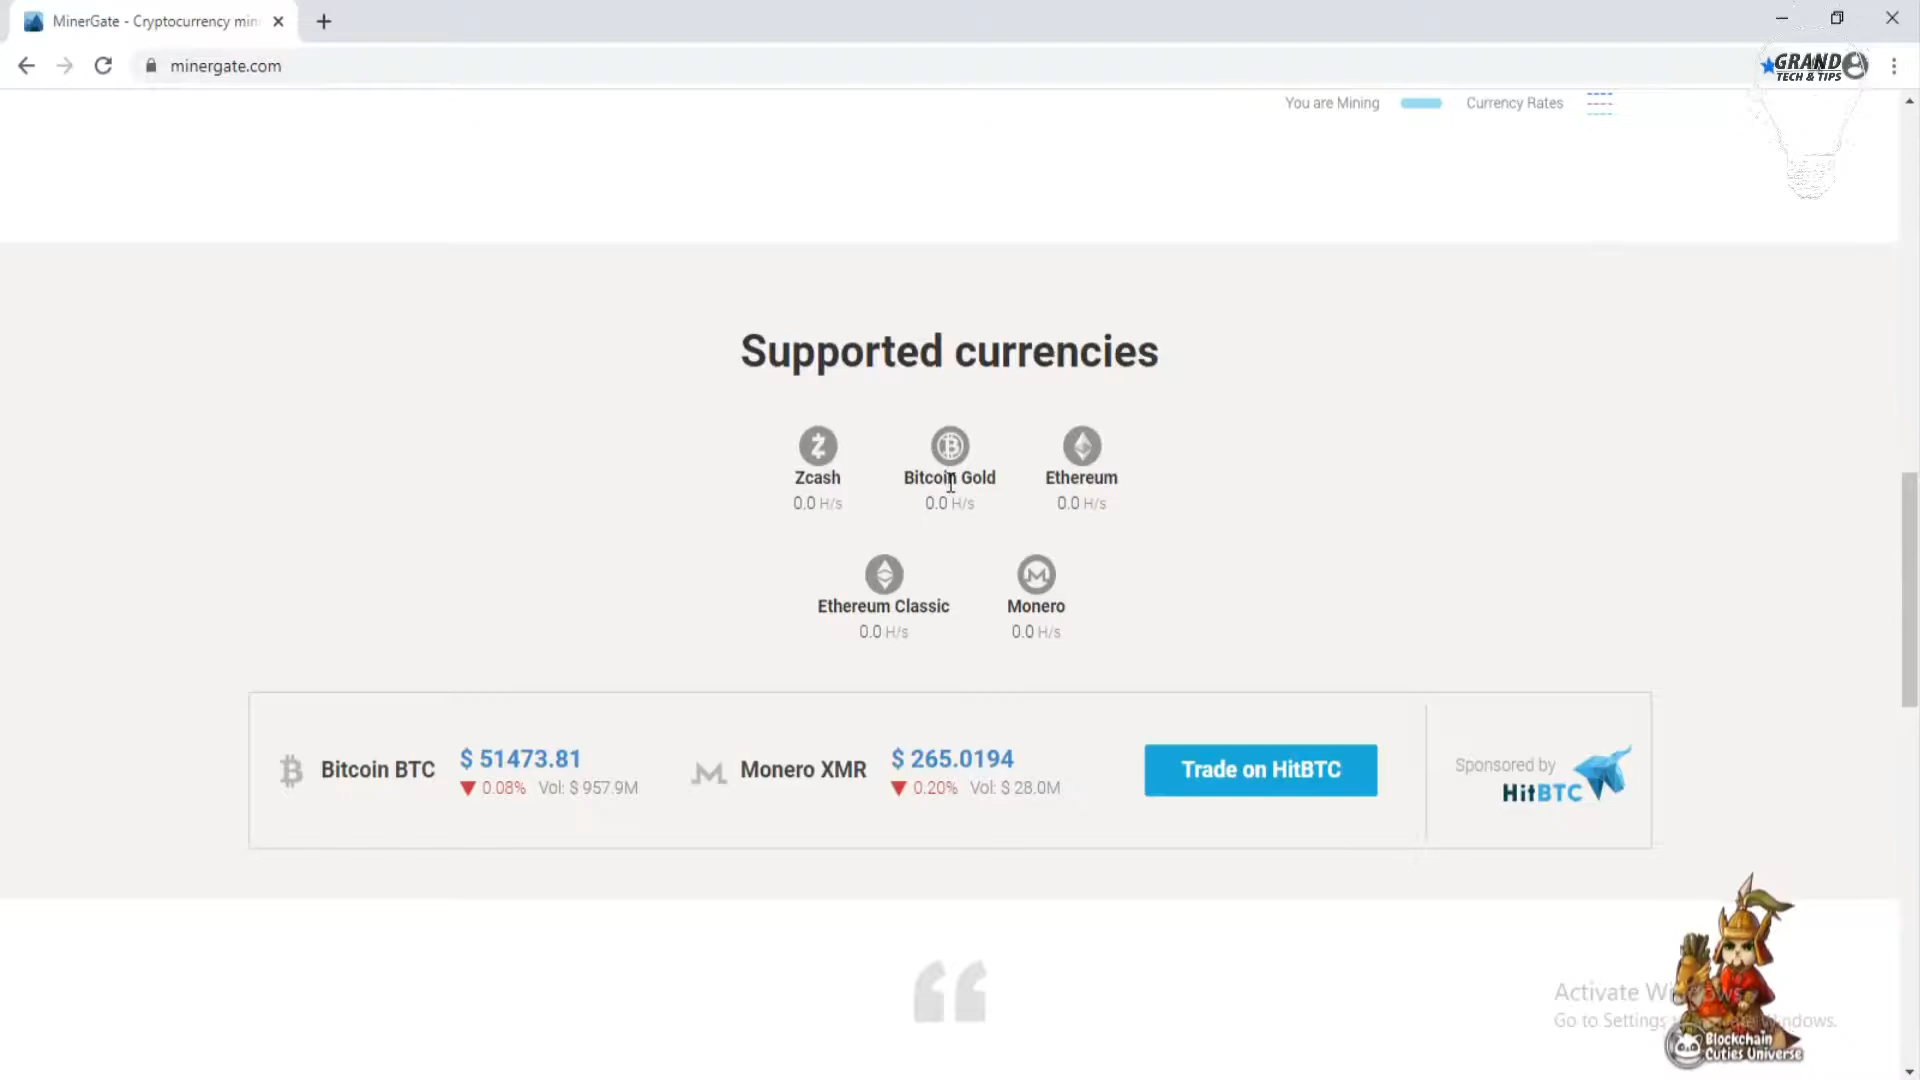 MinerGate - Cryptocurrency min
minergate.com
GRAND
TECH & TIPS
You are Mining
Currency Rates
Supported currencies
Zcash
0.0 H/s
Bitcoin Gold
0.0 H/s
Ethereum
0.0 H/s
Ethereum Classic
0.0 H/s
Monero
0.0 H/s
Bitcoin BTC
$ 51473.81
0.08% Vol: $ 957.9M
Monero XMR
$ 265.0194
0.20% Vol: $ 28.0M
Trade on HitBTC
Sponsored by
HitBTC
“
Activate Windows
Go to Settings
Windows.
Blockchain
Cuties Universe